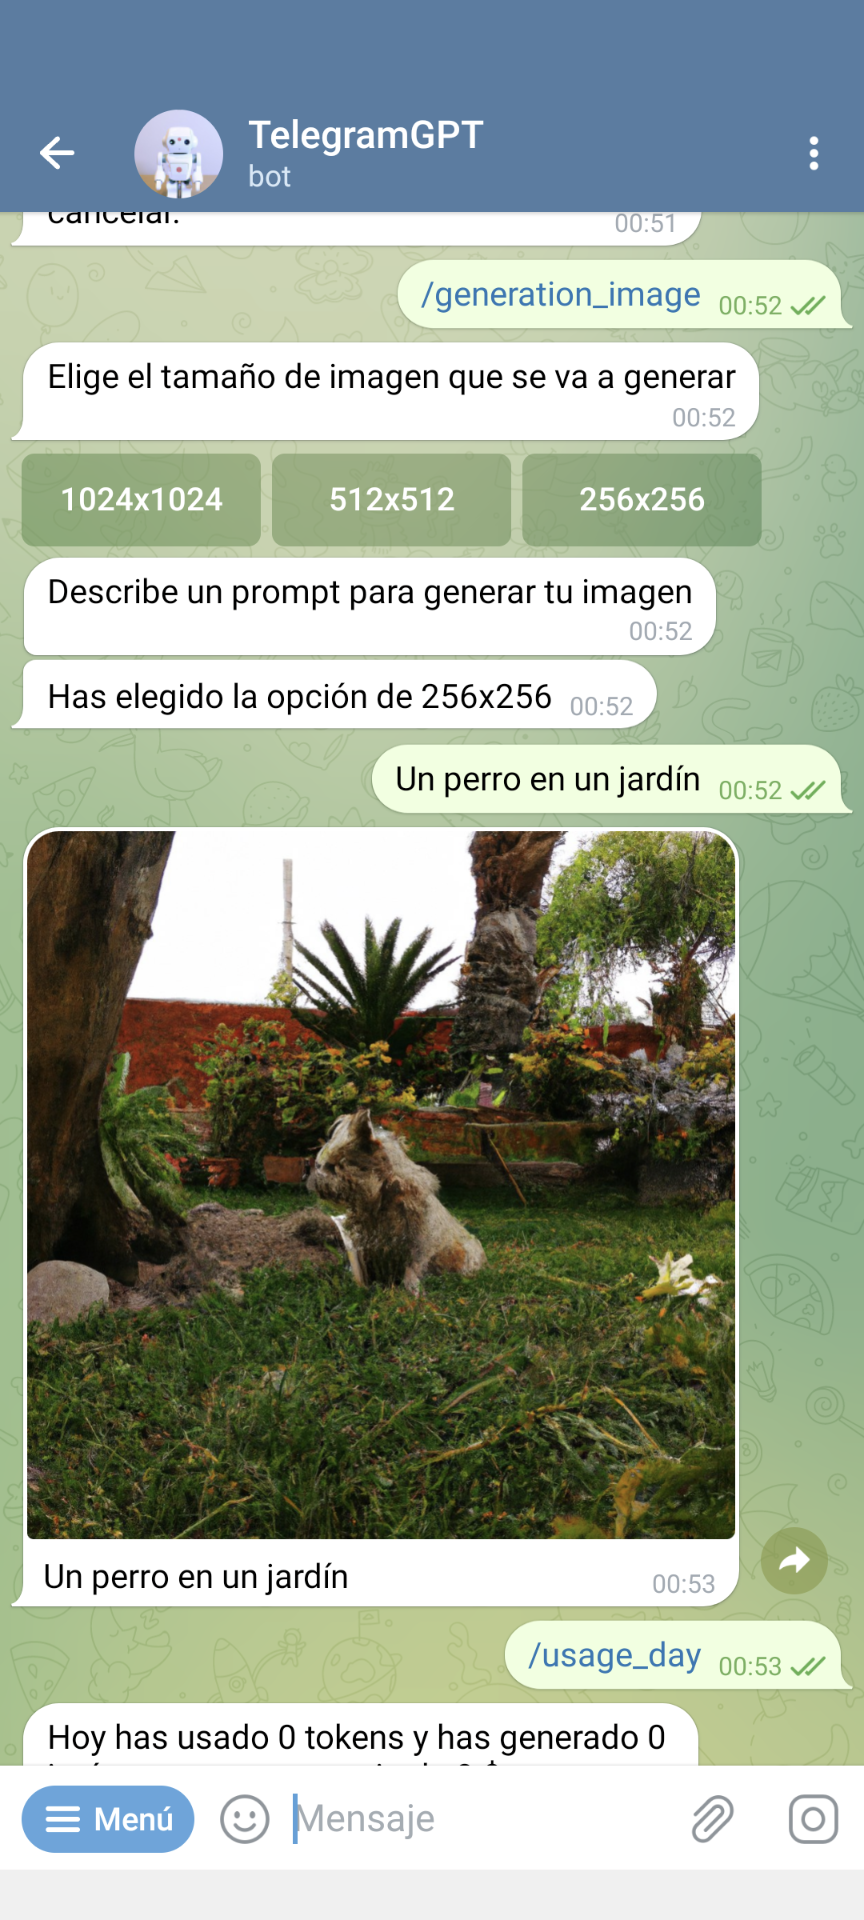 TelegramGPT
bot
cancelar.
00:51
/generation_image 00:52
Elige el tamaño de imagen que se va a generar
00:52
1024x1024 512x512 256x256
Describe un prompt para generar tu imagen
00:52
Has elegido la opción de 256x256 00:52
Un perro en un jardín 00:52
Un perro en un jardín 00:53
/usage_day 00:53
Hoy has usado 0 tokens y has generado 0
Menú Mensaje